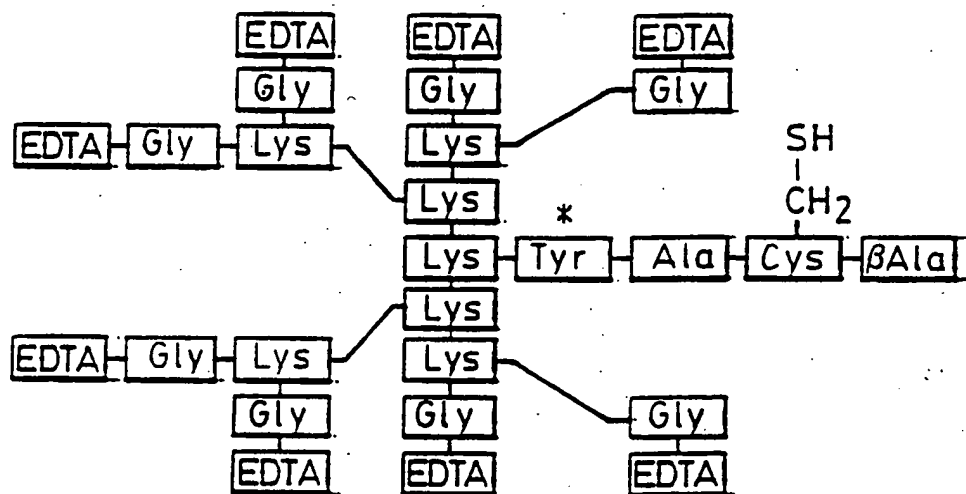 EDTA EDTA EDTA
Gly Gly Gly
EDTA Gly Lys Lys
SH
Lys CH2
*
Lys Tyr Ala Cys βAla
Lys
EDTA Gly Lys Lys
Gly Gly Gly
EDTA EDTA EDTA